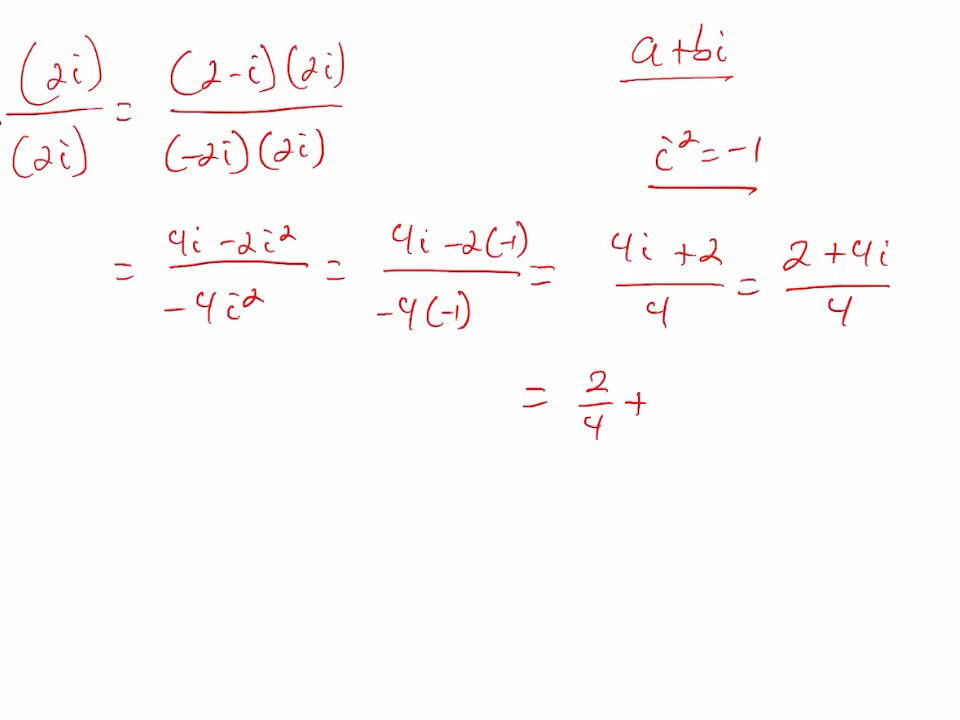 (2i)/(2i) = (2-i)(2i)/(-2i)(2i)
a+bi
i²=-1
= 4i-2i²/-4i² = 4i-2(-1)/-4(-1) = 4i+2/4 = 2+4i/4
= 2/4 +